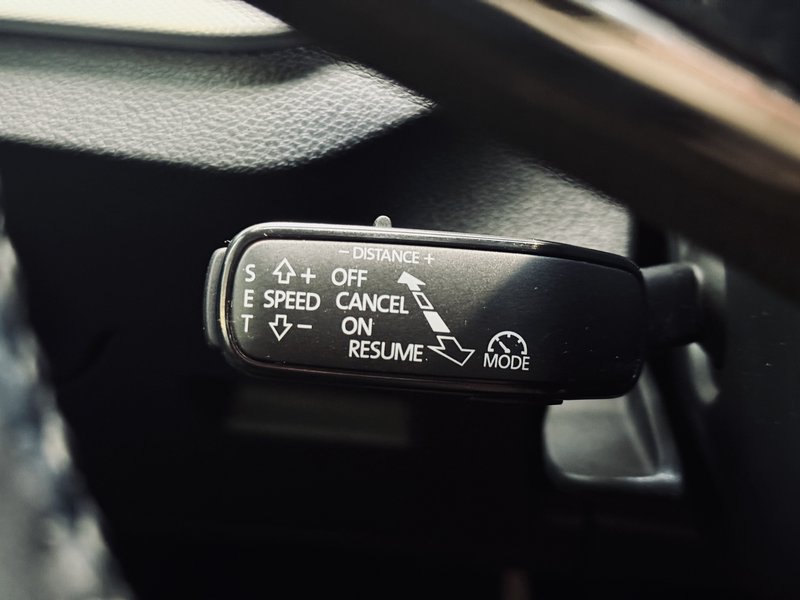 − DISTANCE +
S + OFF
E SPEED CANCEL
T − ON
RESUME
MODE